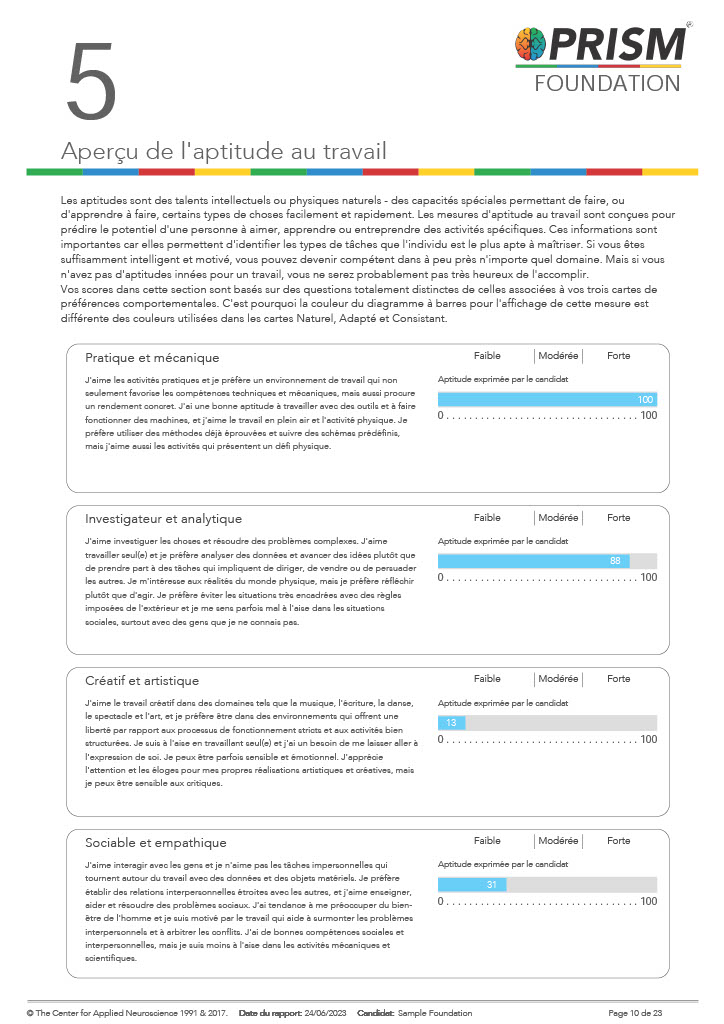 5
PRISM
®
FOUNDATION
Aperçu de l'aptitude au travail
Les aptitudes sont des talents intellectuels ou physiques naturels - des capacités spéciales permettant de faire, ou
d'apprendre à faire, certains types de choses facilement et rapidement. Les mesures d'aptitude au travail sont conçues pour
prédire le potentiel d'une personne à aimer, apprendre ou entreprendre des activités spécifiques. Ces informations sont
importantes car elles permettent d'identifier les types de tâches que l'individu est le plus apte à maîtriser. Si vous êtes
suffisamment intelligent et motivé, vous pouvez devenir compétent dans à peu près n'importe quel domaine. Mais si vous
n'avez pas d'aptitudes innées pour un travail, vous ne serez probablement pas très heureux de l'accomplir.
Vos scores dans cette section sont basés sur des questions totalement distinctes de celles associées à vos trois cartes de
préférences comportementales. C'est pourquoi la couleur du diagramme à barres pour l'affichage de cette mesure est
différente des couleurs utilisées dans les cartes Naturel, Adapté et Consistant.
Pratique et mécanique
J'aime les activités pratiques et je préfère un environnement de travail qui non
seulement favorise les compétences techniques et mécaniques, mais aussi procure
un rendement concret. J'ai une bonne aptitude à travailler avec des outils et à faire
fonctionner des machines, et j'aime le travail en plein air et l'activité physique. Je
préfère utiliser des méthodes déjà éprouvées et suivre des schémas prédéfinis,
mais j'aime aussi les activités qui présentent un défi physique.
Faible Modérée Forte
Aptitude exprimée par le candidat
100
0 . . . . . . . . . . . . . . . . . . . . . . . . . . . . . . . . . . 100
Investigateur et analytique
J'aime investiguer les choses et résoudre des problèmes complexes. J'aime
travailler seul(e) et je préfère analyser des données et avancer des idées plutôt que
de prendre part à des tâches qui impliquent de diriger, de vendre ou de persuader
les autres. Je m'intéresse aux réalités du monde physique, mais je préfère réfléchir
plutôt que d'agir. Je préfère éviter les situations très encadrées avec des règles
imposées de l'extérieur et je me sens parfois mal à l'aise dans les situations
sociales, surtout avec des gens que je ne connais pas.
Faible Modérée Forte
Aptitude exprimée par le candidat
88
0 . . . . . . . . . . . . . . . . . . . . . . . . . . . . . . . . . . 100
Créatif et artistique
J'aime le travail créatif dans des domaines tels que la musique, l'écriture, la danse,
le spectacle et l'art, et je préfère être dans des environnements qui offrent une
liberté par rapport aux processus de fonctionnement stricts et aux activités bien
structurées. Je suis à l'aise en travaillant seul(e) et j'ai un besoin de me laisser aller à
l'expression de soi. Je peux être parfois sensible et émotionnel. J'apprécie
l'attention et les éloges pour mes propres réalisations artistiques et créatives, mais
je peux être sensible aux critiques.
Faible Modérée Forte
Aptitude exprimée par le candidat
13
0 . . . . . . . . . . . . . . . . . . . . . . . . . . . . . . . . . . 100
Sociable et empathique
J'aime interagir avec les gens et je n'aime pas les tâches impersonnelles qui
tournent autour du travail avec des données et des objets matériels. Je préfère
établir des relations interpersonnelles étroites avec les autres, et j'aime enseigner,
aider et résoudre des problèmes sociaux. J'ai tendance à me préoccuper du bien-
être de l'homme et je suis motivé par le travail qui aide à surmonter les problèmes
interpersonnels et à arbitrer les conflits. J'ai de bonnes compétences sociales et
interpersonnelles, mais je suis moins à l'aise dans les activités mécaniques et
scientifiques.
Faible Modérée Forte
Aptitude exprimée par le candidat
31
0 . . . . . . . . . . . . . . . . . . . . . . . . . . . . . . . . . . 100
© The Center for Applied Neuroscience 1991 & 2017. Date du rapport: 24/06/2023 Candidat: Sample Foundation Page 10 de 23